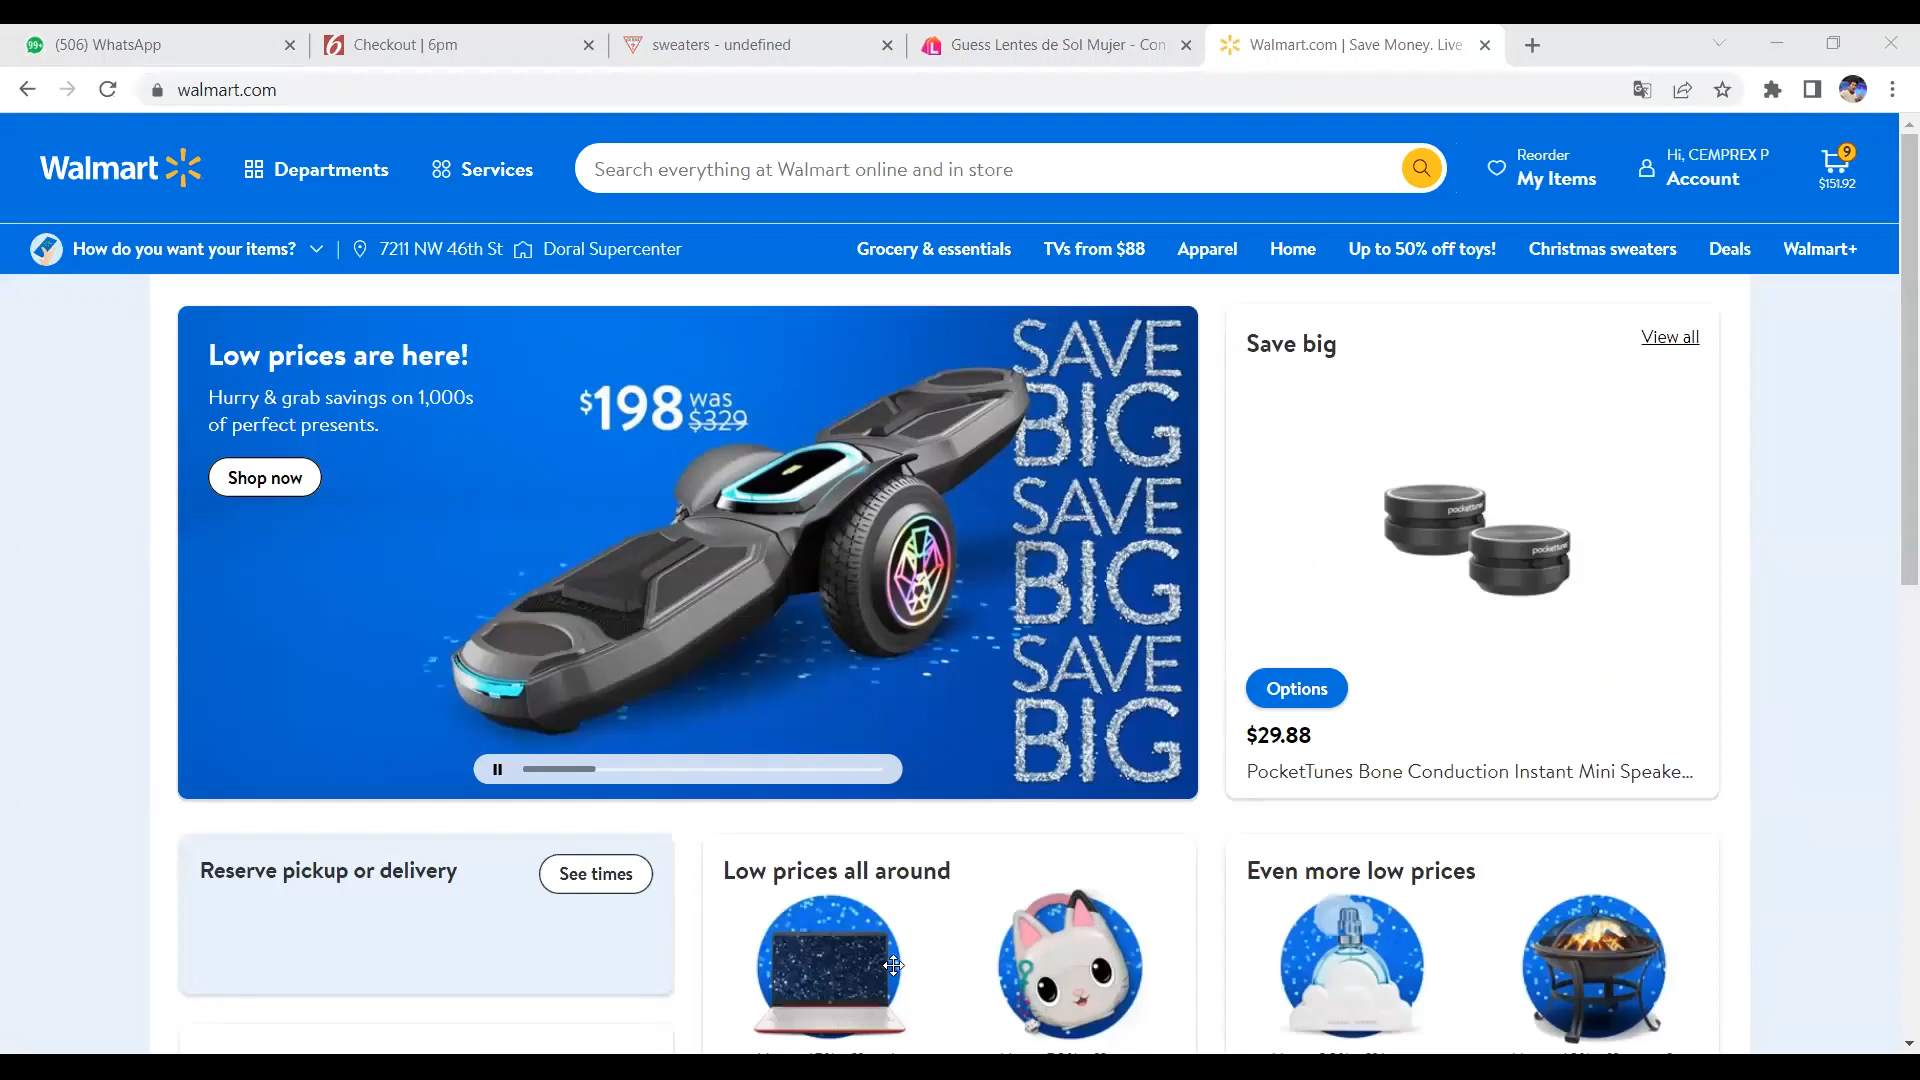 99+ (506) WhatsApp
Checkout | 6pm
sweaters - undefined
Guess Lentes de Sol Mujer - Con
Walmart.com | Save Money. Live
walmart.com
Walmart
Departments
Services
Search everything at Walmart online and in store
Reorder
My Items
Hi, CEMPREX P
Account
9
$151.92
How do you want your items?
7211 NW 46th St
Doral Supercenter
Grocery & essentials
TVs from $88
Apparel
Home
Up to 50% off toys!
Christmas sweaters
Deals
Walmart+
Low prices are here!
Hurry & grab savings on 1,000s
of perfect presents.
Shop now
$198 was
$329
SAVE
BIG
SAVE
BIG
SAVE
BIG
Save big
View all
pockettunes
Options
$29.88
PocketTunes Bone Conduction Instant Mini Speake...
Reserve pickup or delivery
See times
Low prices all around
Even more low prices